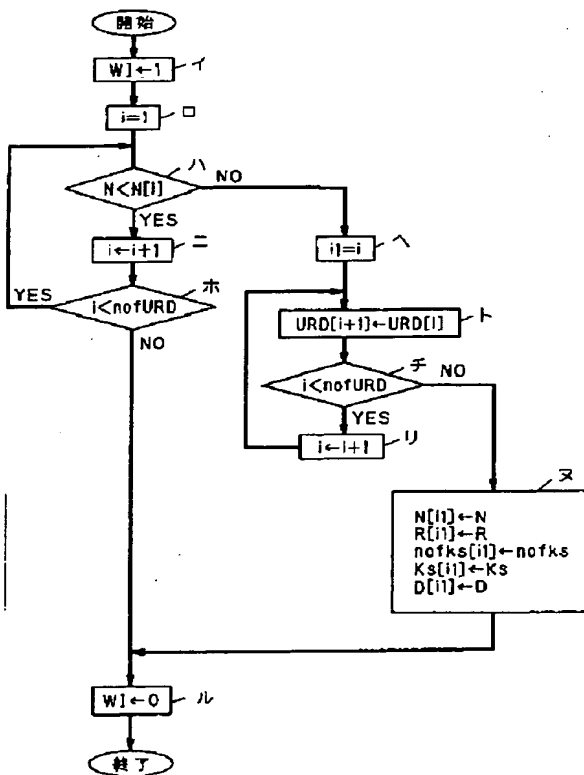 開始
WI←1
イ
i=1
ロ
ハ
N<N[i]
NO
YES
i←i+1
ニ
ホ
YES
i<nofURD
NO
i1=i
ヘ
URD[i+1]←URD[i]
ト
チ
i<nofURD
NO
YES
i←i+1
リ
ヌ
N[i1]←N
R[i1]←R
nofks[i1]←nofks
Ks[i1]←Ks
D[i1]←D
WI←0
ル
終了